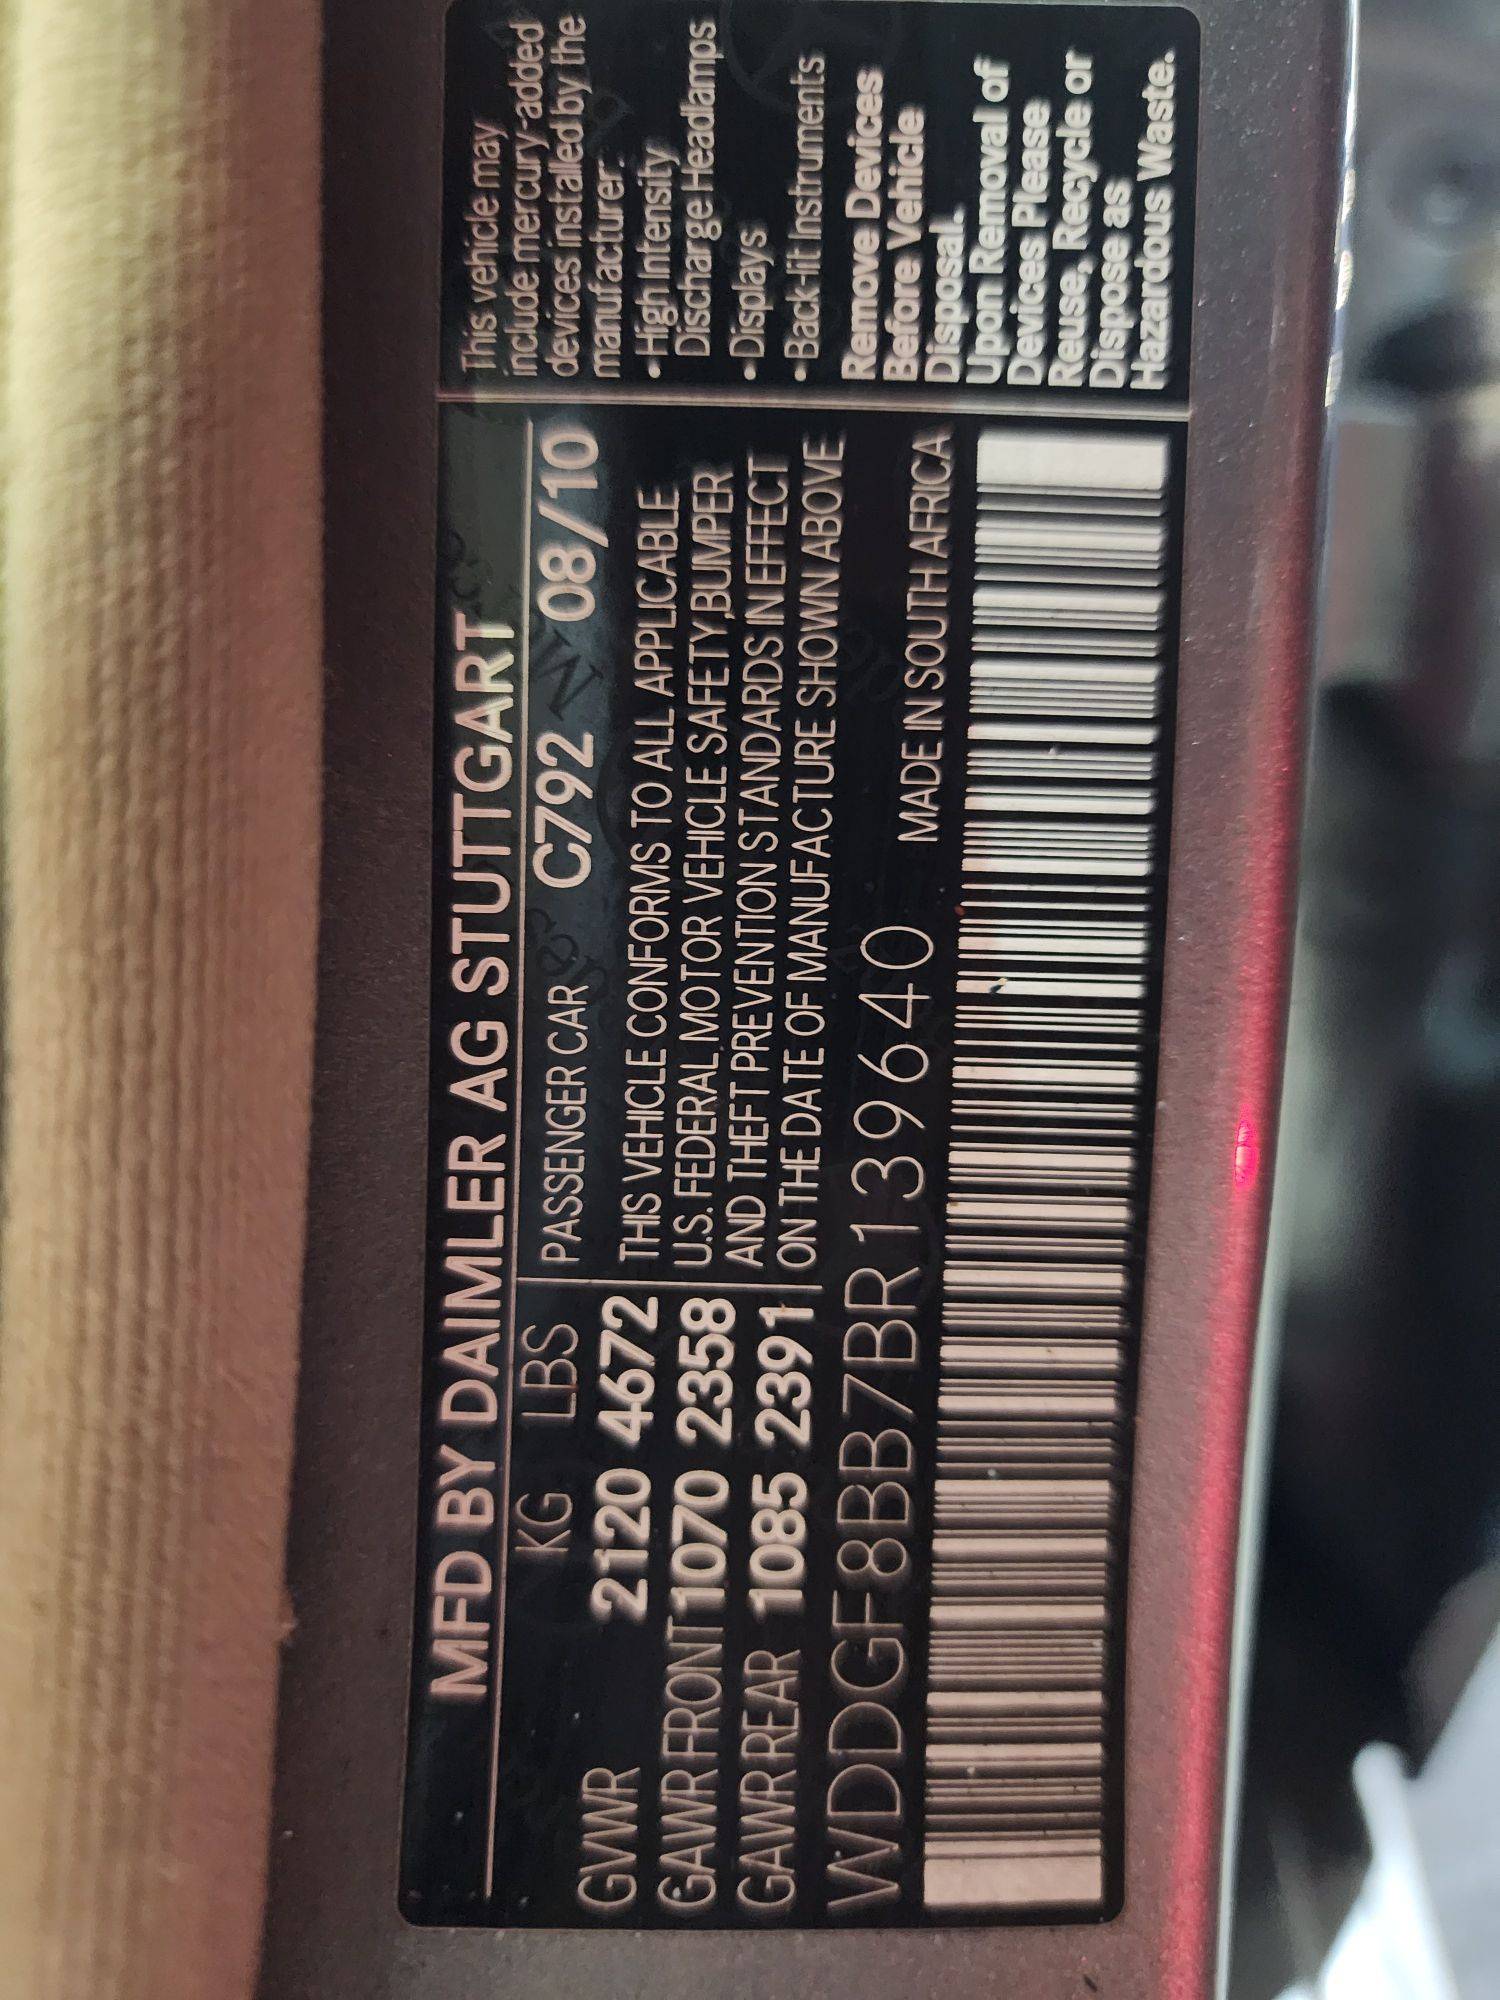 MFD BY DAIMLER AG STUTTGART
KG LBS
PASSENGER CAR C792 08/10
GVWR 2120 4672
GAWR FRONT 1070 2358
GAWR REAR 1085 2391
THIS VEHICLE CONFORMS TO ALL APPLICABLE
U.S. FEDERAL MOTOR VEHICLE SAFETY,BUMPER
AND THEFT PREVENTION STANDARDS IN EFFECT
ON THE DATE OF MANUFACTURE SHOWN ABOVE
WDDGF8BB7BR139640
MADE IN SOUTH AFRICA
This vehicle may
include mercury-added
devices installed by the
manufacturer:
•High Intensity
Discharge Headlamps
•Displays
•Back-lit Instruments
Remove Devices
Before Vehicle
Disposal.
Upon Removal of
Devices Please
Reuse, Recycle or
Dispose as
Hazardous Waste.